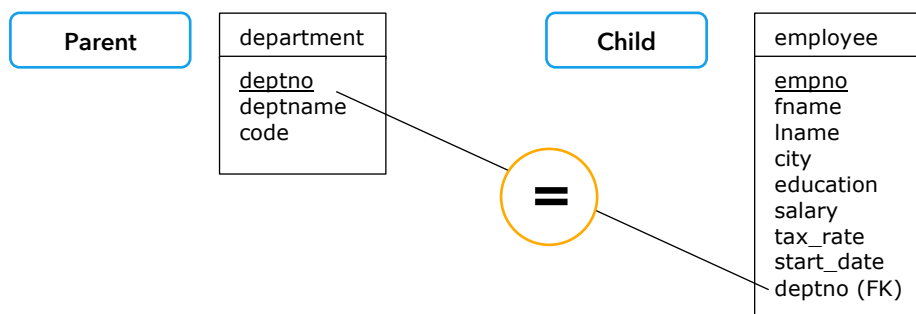 Parent
department
deptno
deptname
code
=
Child
employee
empno
fname
lname
city
education
salary
tax_rate
start_date
deptno (FK)